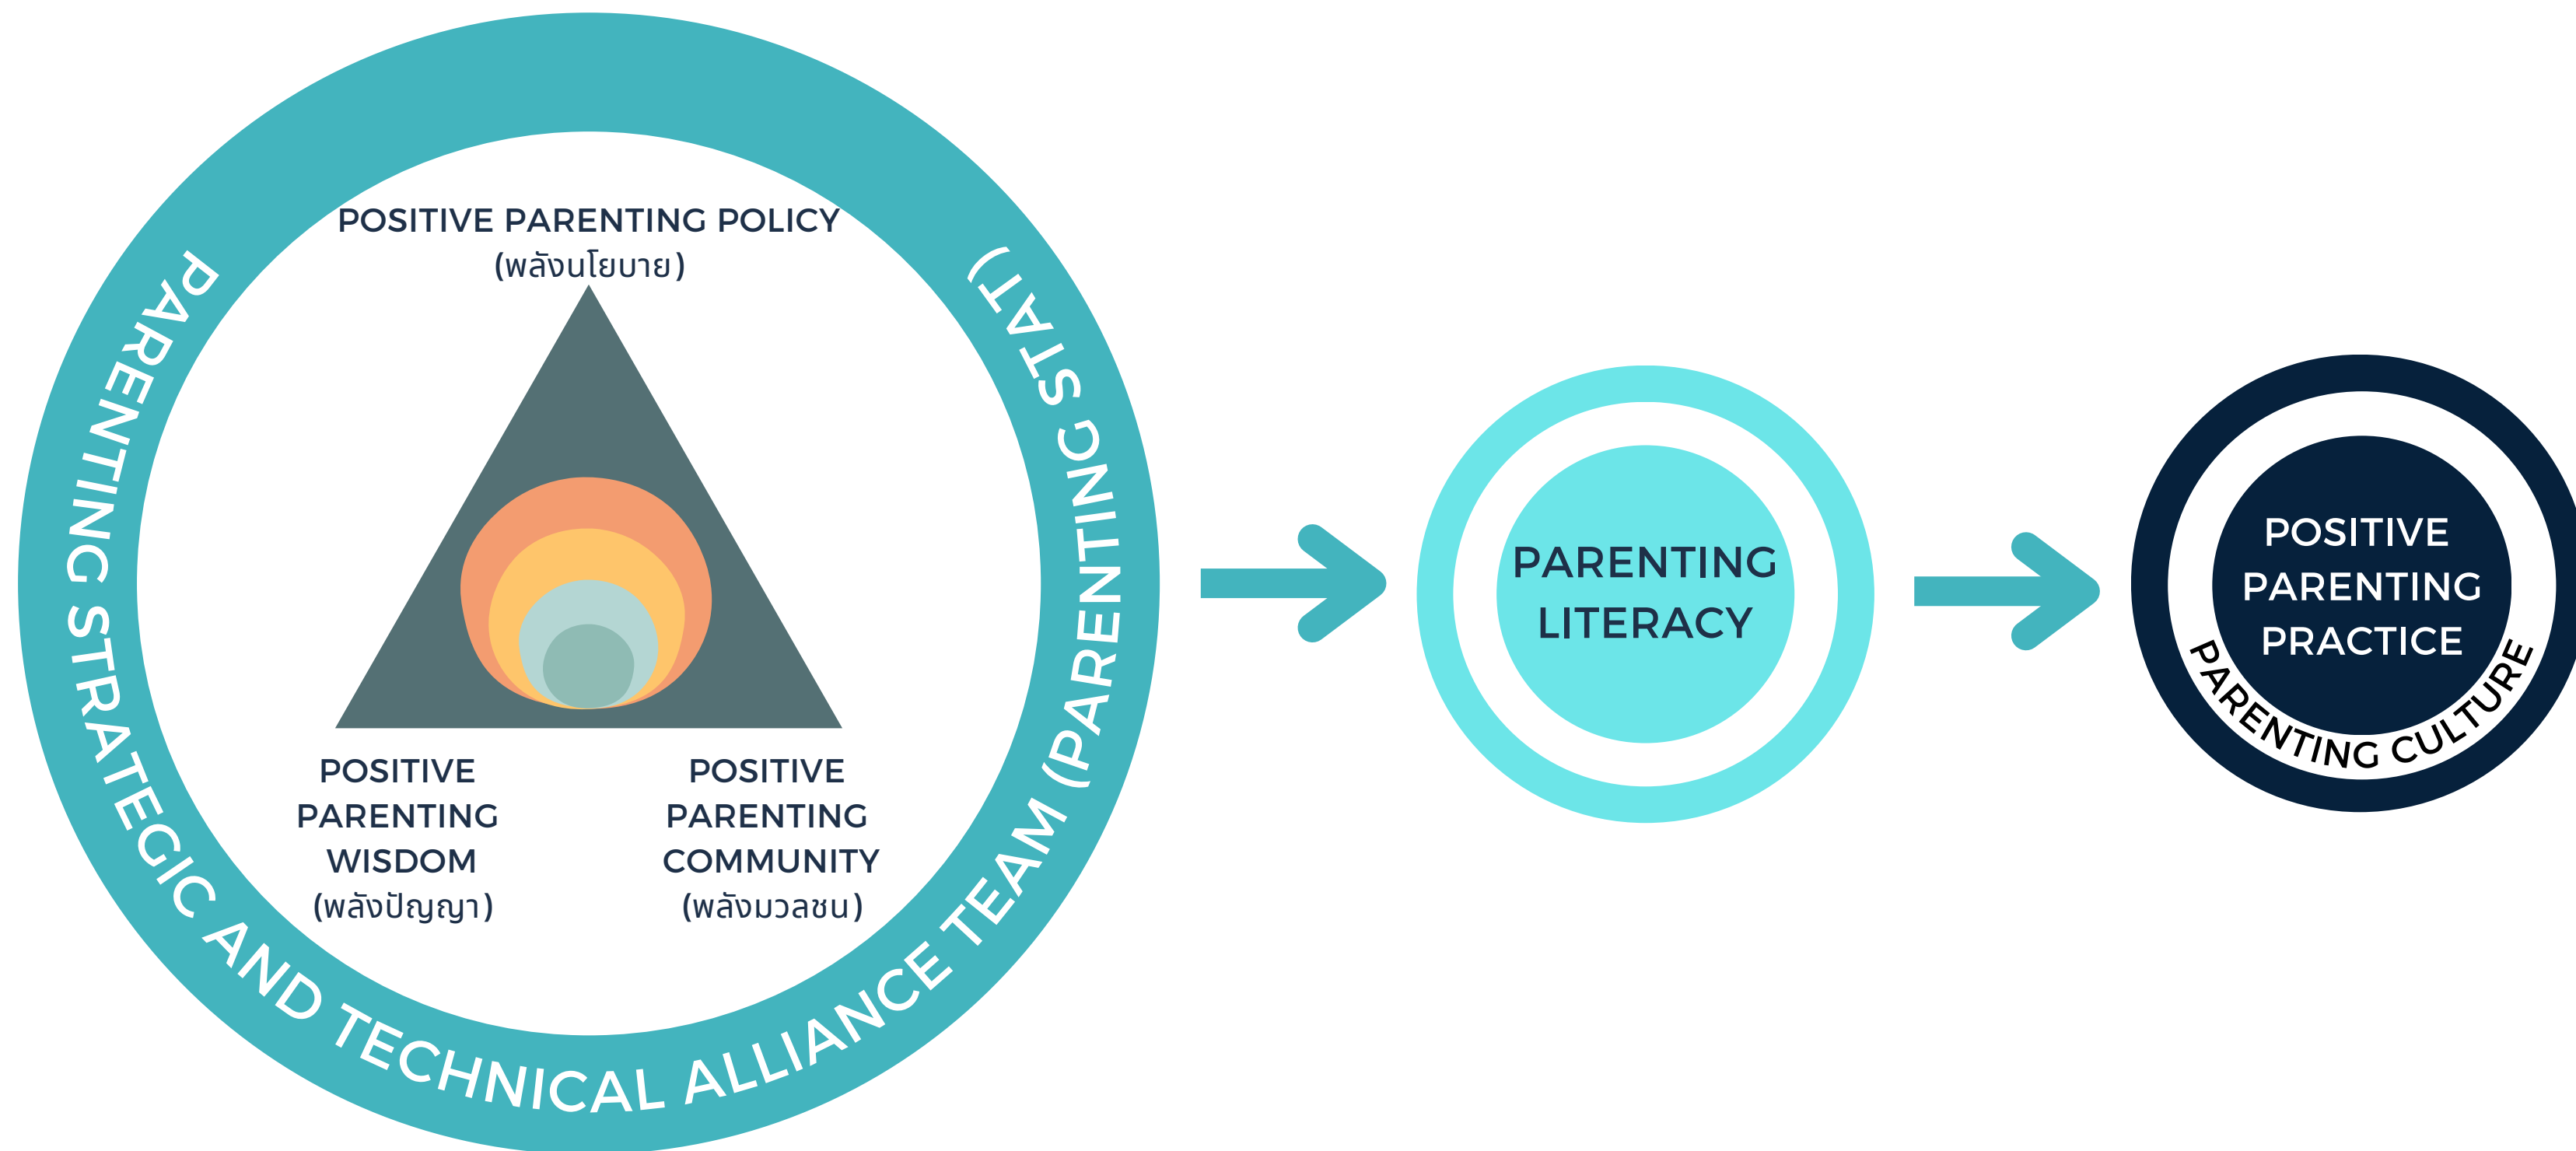 PARENTING STRATEGIC AND TECHNICAL ALLIANCE TEAM (PARENTING STAT)
POSITIVE PARENTING POLICY
(พลังนโยบาย)
POSITIVE
PARENTING
WISDOM
(พลังปัญญา)
POSITIVE
PARENTING
COMMUNITY
(พลังมวลชน)
PARENTING
LITERACY
POSITIVE
PARENTING
PRACTICE
PARENTING CULTURE